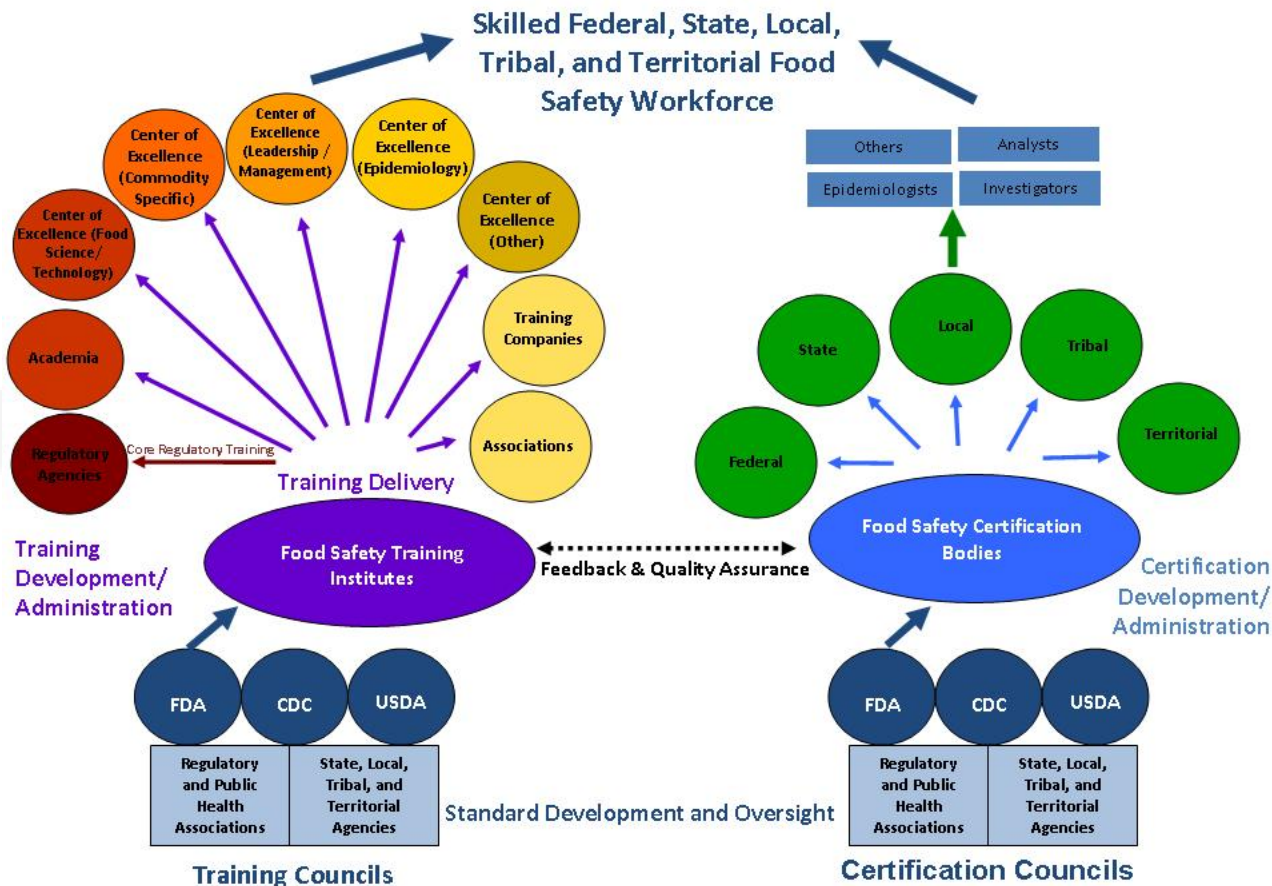 Skilled Federal, State, Local,
Tribal, and Territorial Food
Safety Workforce
Center of
Excellence
(Commodity
Specific)
Center of
Excellence
(Leadership /
Management)
Center of
Excellence
(Epidemiology)
Center of
Excellence
(Other)
Center of
Excellence (Food
Science/
Technology)
Academia
Regulatory
Agencies
Core Regulatory Training
Training
Companies
Associations
Training Delivery
Food Safety Training
Institutes
Training
Development/
Administration
Feedback & Quality Assurance
Others
Analysts
Epidemiologists
Investigators
Federal
State
Local
Tribal
Territorial
Food Safety Certification
Bodies
Certification
Development/
Administration
FDA
CDC
USDA
Regulatory
and Public
Health
Associations
State, Local,
Tribal, and
Territorial
Agencies
Training Councils
Standard Development and Oversight
FDA
CDC
USDA
Regulatory
and Public
Health
Associations
State, Local,
Tribal, and
Territorial
Agencies
Certification Councils